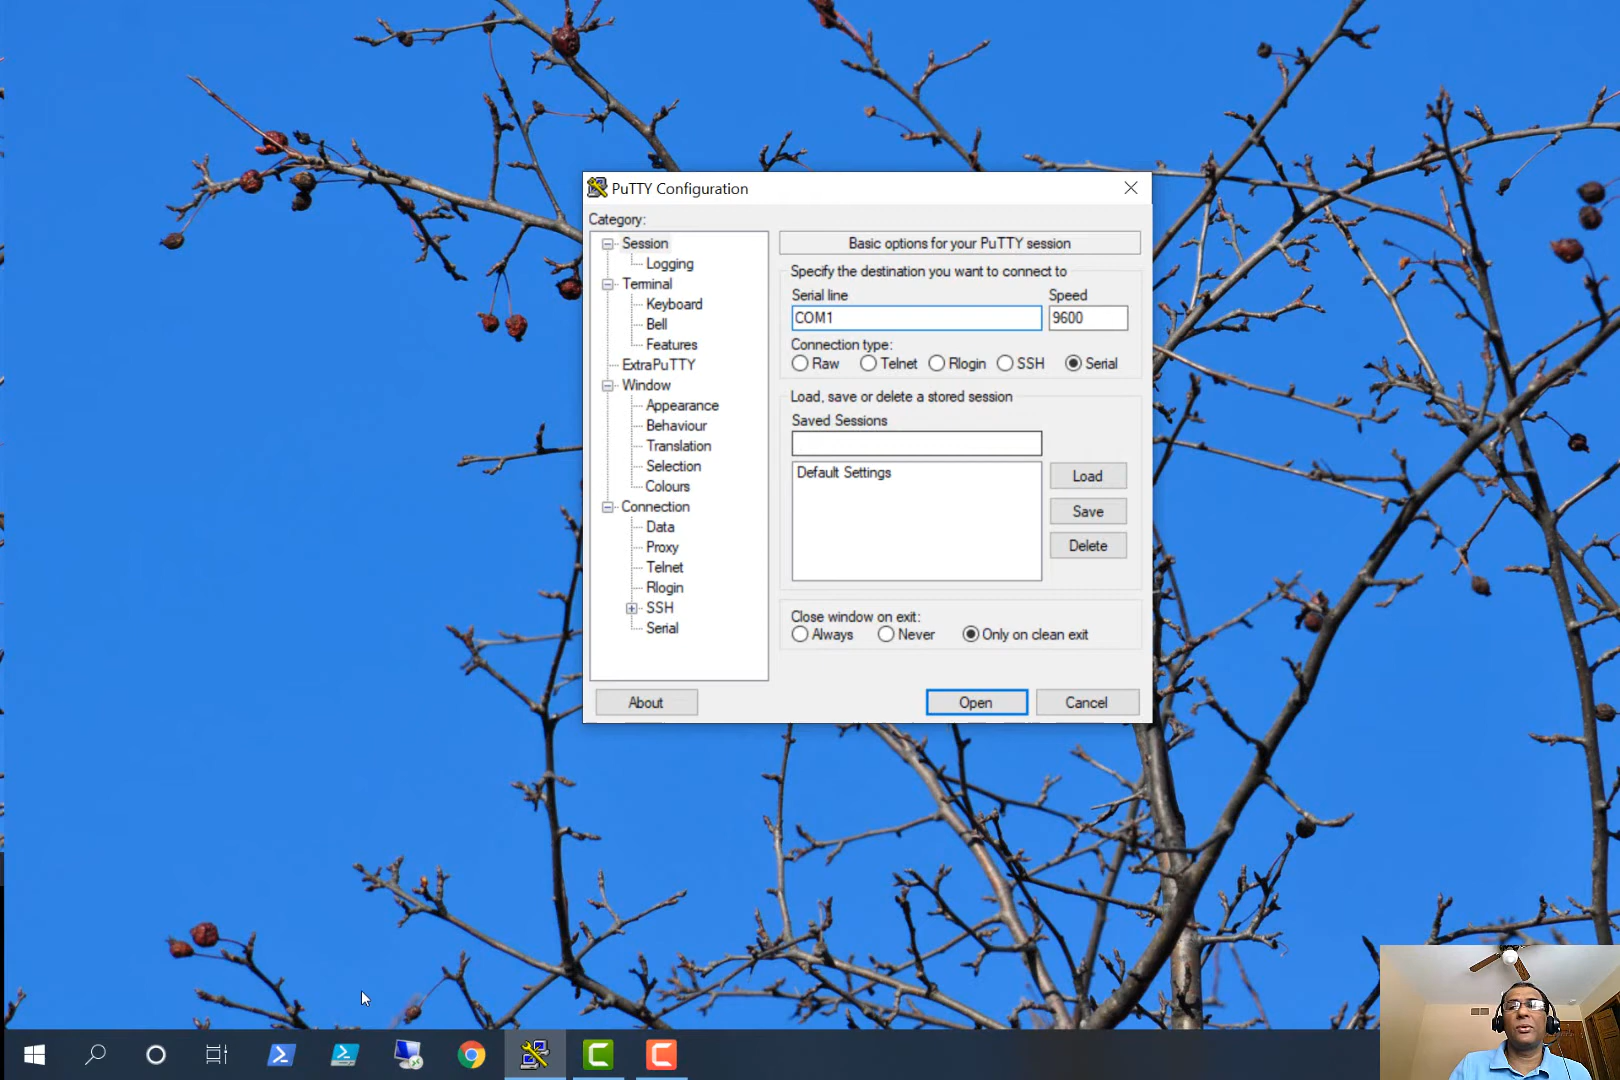 PuTTY Configuration
Category:
Session
Logging
Terminal
Keyboard
Bell
Features
ExtraPuTTY
Window
Appearance
Behaviour
Translation
Selection
Colours
Connection
Data
Proxy
Telnet
Rlogin
SSH
Serial
Basic options for your PuTTY session
Specify the destination you want to connect to
Serial line Speed
COM1 9600
Connection type:
Raw Telnet Rlogin SSH Serial
Load, save or delete a stored session
Saved Sessions
Default Settings
Load
Save
Delete
Close window on exit:
Always Never Only on clean exit
About Open Cancel